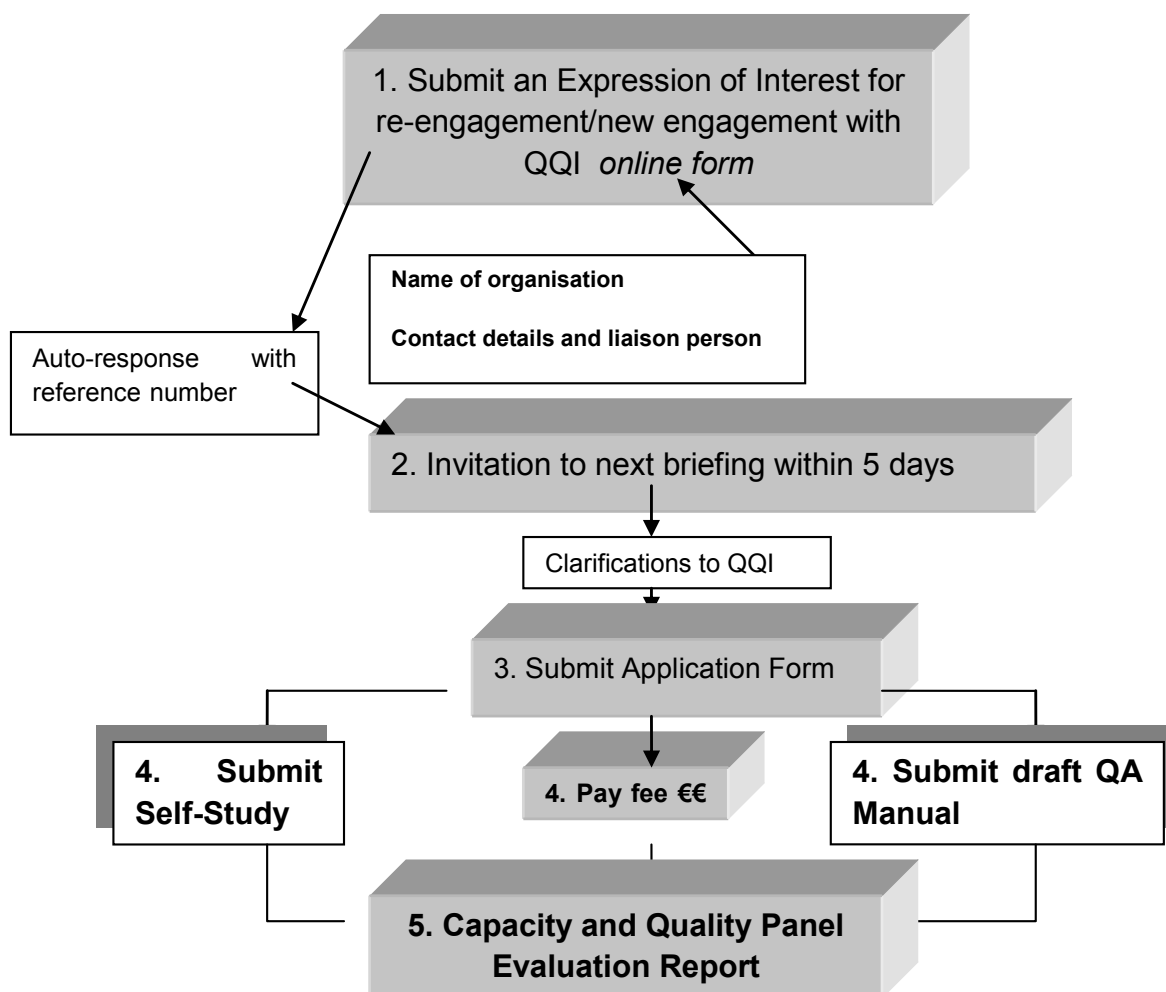 1. Submit an Expression of Interest for
re-engagement/new engagement with
QQI online form
Name of organisation
Contact details and liaison person
Auto-response with
reference number
2. Invitation to next briefing within 5 days
Clarifications to QQI
3. Submit Application Form
4. Submit
Self-Study
4. Pay fee €€
4. Submit draft QA
Manual
5. Capacity and Quality Panel
Evaluation Report